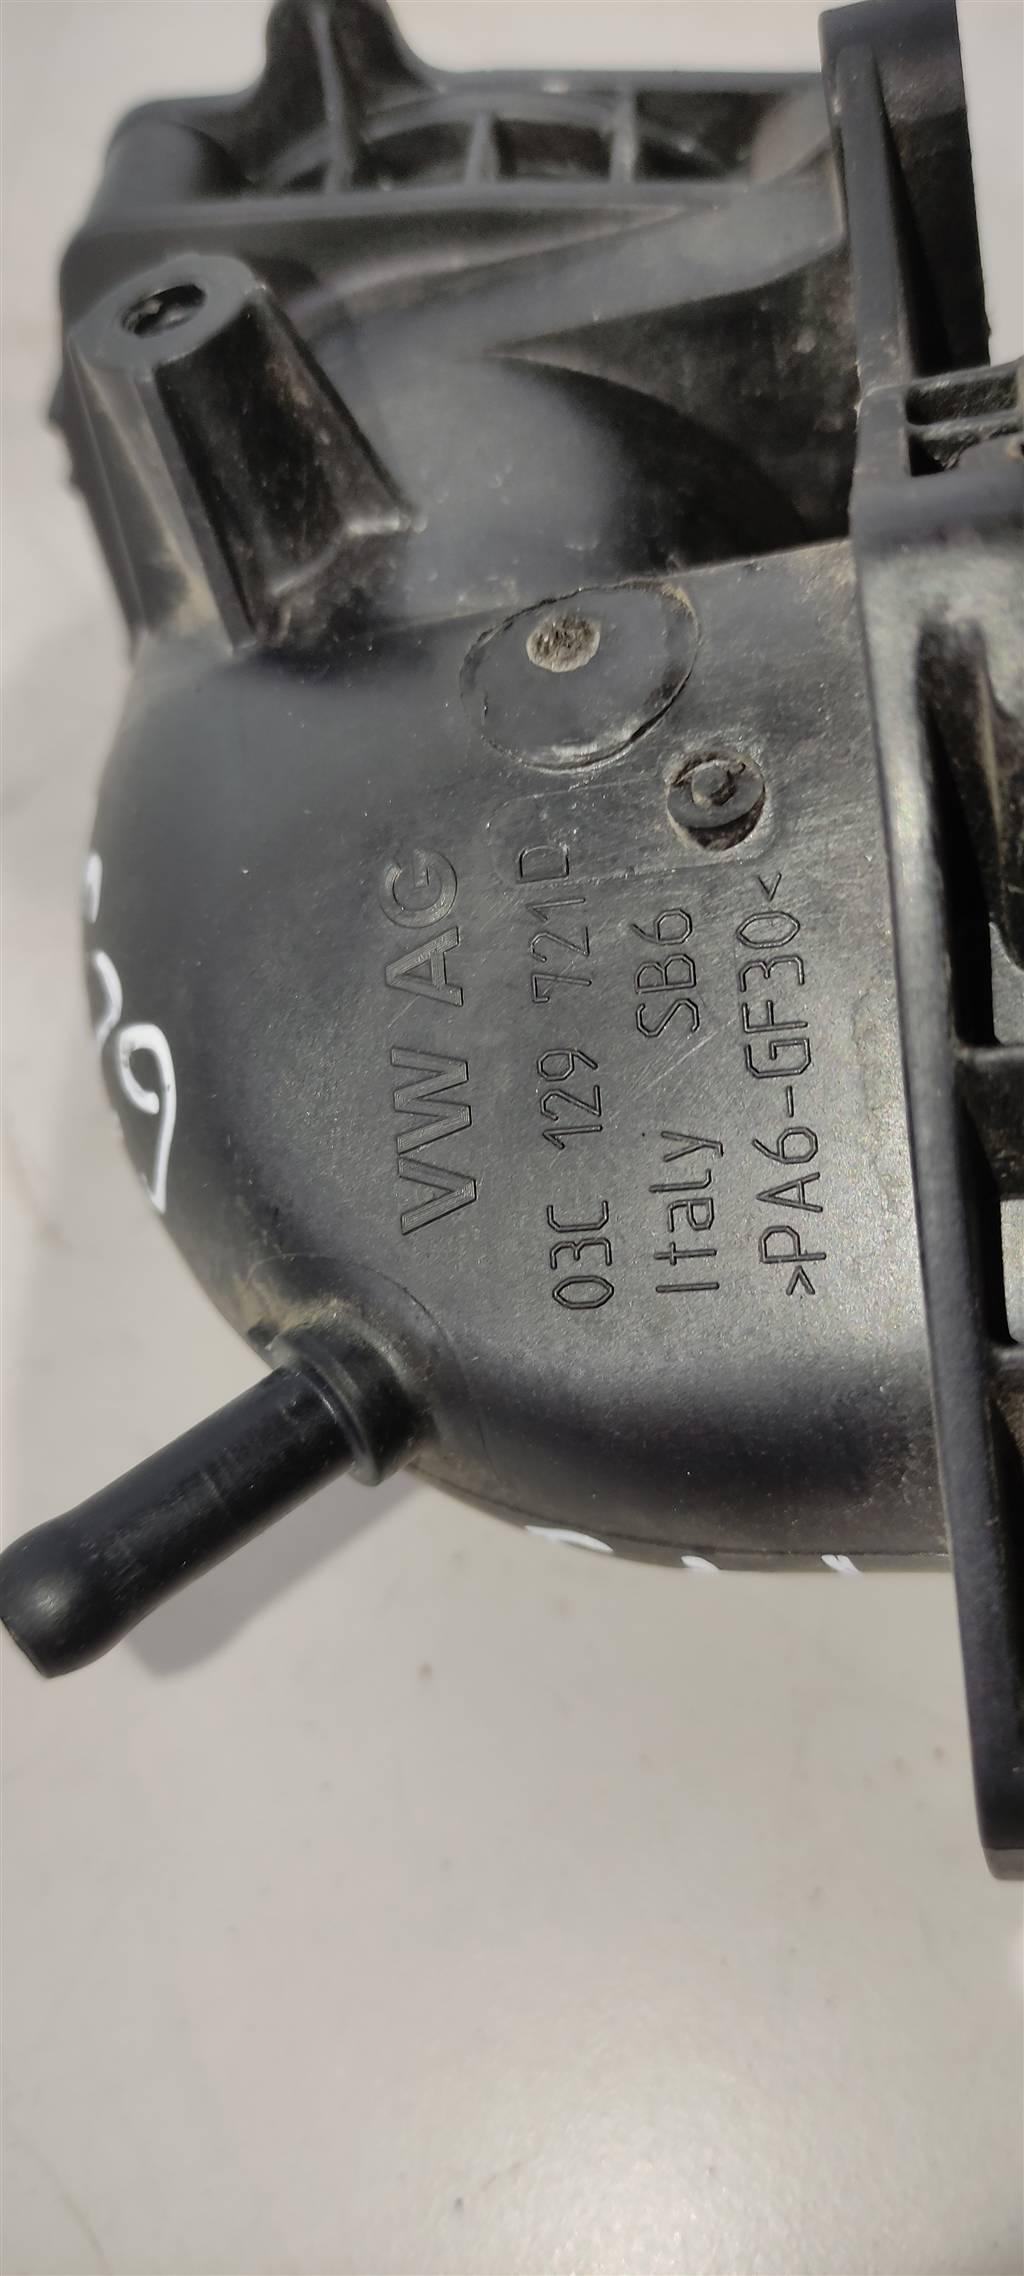 VW AG
03C 129 721D
Italy SB6
>PA6-GF30<